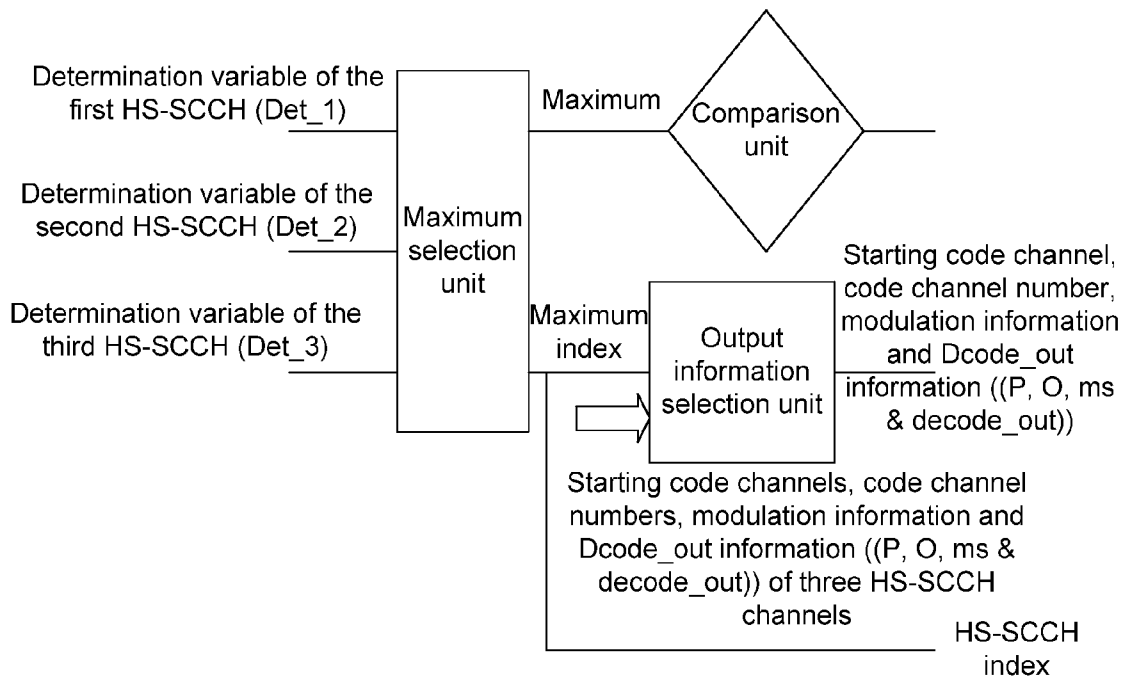 Determination variable of the
first HS-SCCH (Det_1)
Determination variable of the
second HS-SCCH (Det_2)
Determination variable of the
third HS-SCCH (Det_3)
Maximum
selection
unit
Maximum
Comparison
unit
Maximum
index
Output
information
selection unit
Starting code channel,
code channel number,
modulation information
and Dcode_out
information ((P, O, ms
& decode_out))
Starting code channels, code channel
numbers, modulation information and
Dcode_out information ((P, O, ms &
decode_out)) of three HS-SCCH
channels
HS-SCCH
index